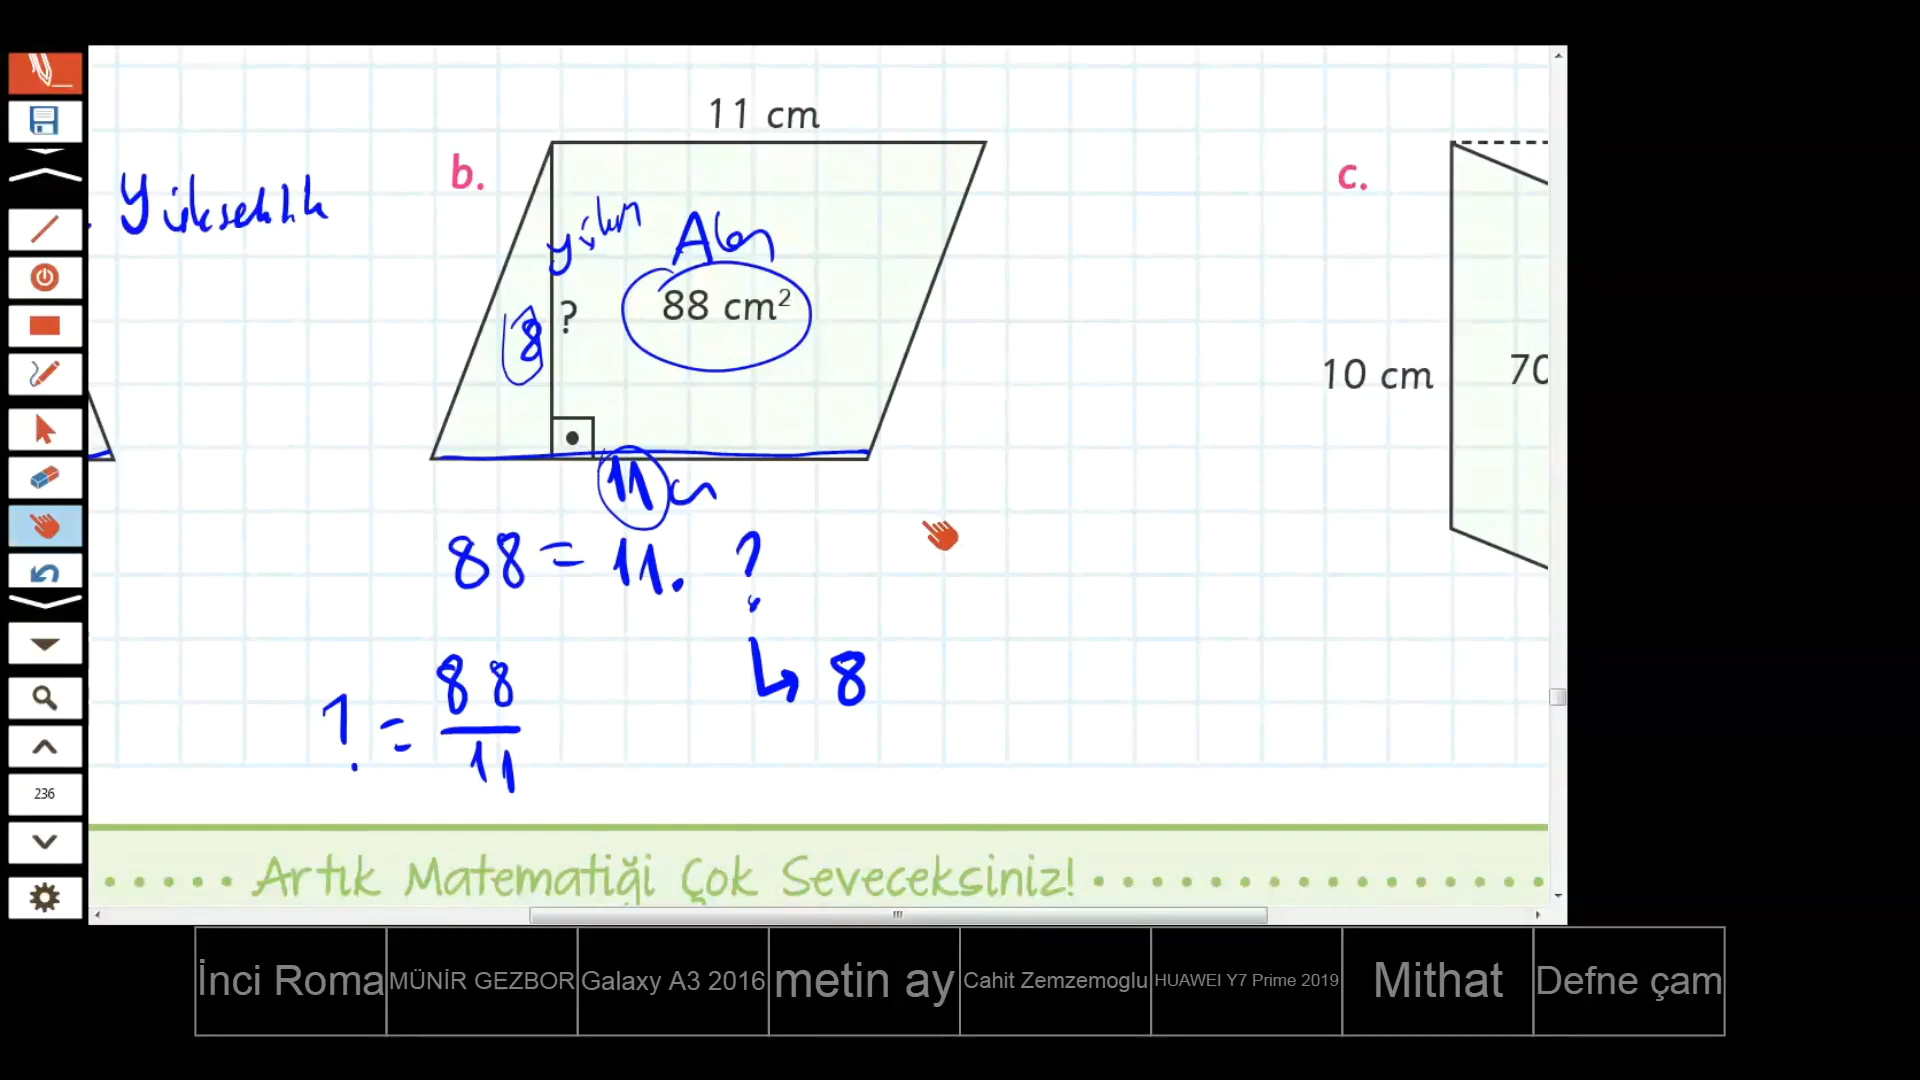 11 cm
b.
c.
Yükseklik
Alan
88 cm²
?
8
10 cm
70
11 cm
88 = 11. ?
8
? = 88/11
236
Artık Matematiği Çok Seveceksiniz!
İnci Roma
MÜNİR GEZBOR
Galaxy A3 2016
metin ay
Cahit Zemzemoglu
HUAWEI Y7 Prime 2019
Mithat
Defne çam